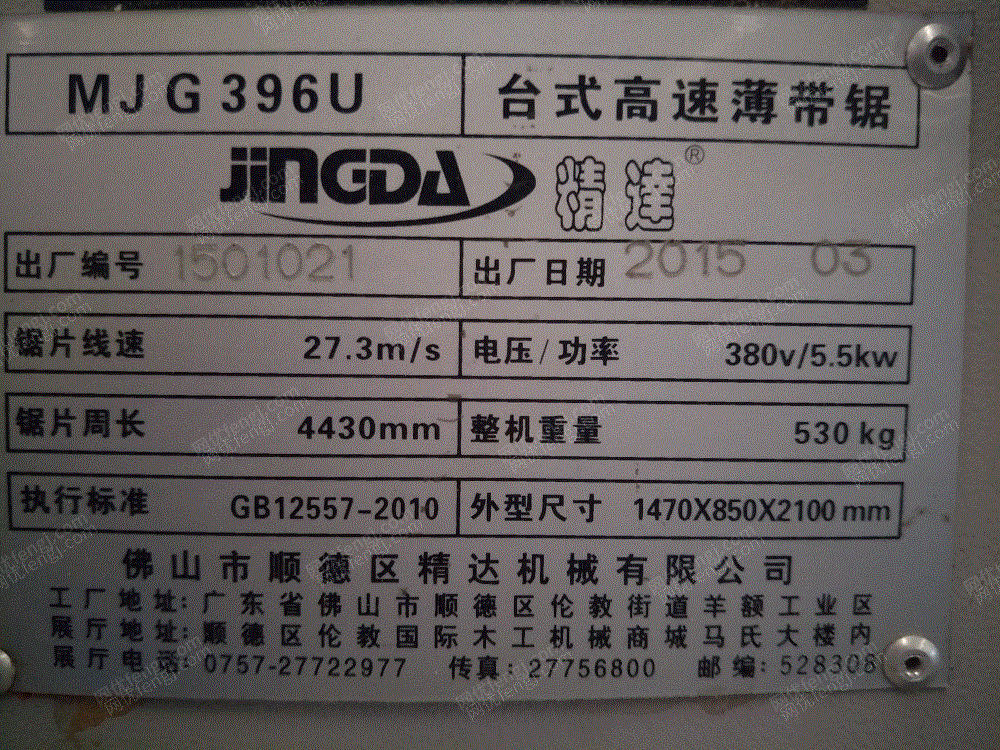 MJG396U 台式高速薄带锯
JINGDA 精達®
出厂编号 1501021 出厂日期 2015 03
锯片线速 27.3m/s 电压/功率 380v/5.5kw
锯片周长 4430mm 整机重量 530kg
执行标准 GB12557-2010 外型尺寸 1470X850X2100mm
佛山市顺德区精达机械有限公司
工厂地址:广东省佛山市顺德区伦教街道羊额工业区
展厅地址:顺德区伦教国际木工机械商城马氏大楼内
展厅电话:0757-27722977 传真:27756800 邮编:528308